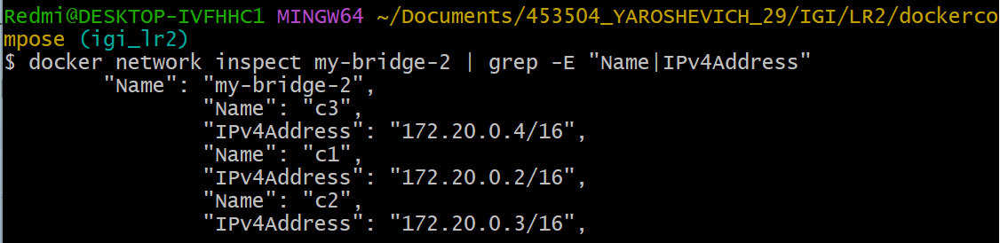 Redmi@DESKTOP-IVFHHC1 MINGW64 ~/Documents/453504_YAROSHEVICH_29/IGI/LR2/dockerco
mpose (igi_lr2)
$ docker network inspect my-bridge-2 | grep -E "Name|IPv4Address"
        "Name": "my-bridge-2",
                "Name": "c3",
                "IPv4Address": "172.20.0.4/16",
                "Name": "c1",
                "IPv4Address": "172.20.0.2/16",
                "Name": "c2",
                "IPv4Address": "172.20.0.3/16",